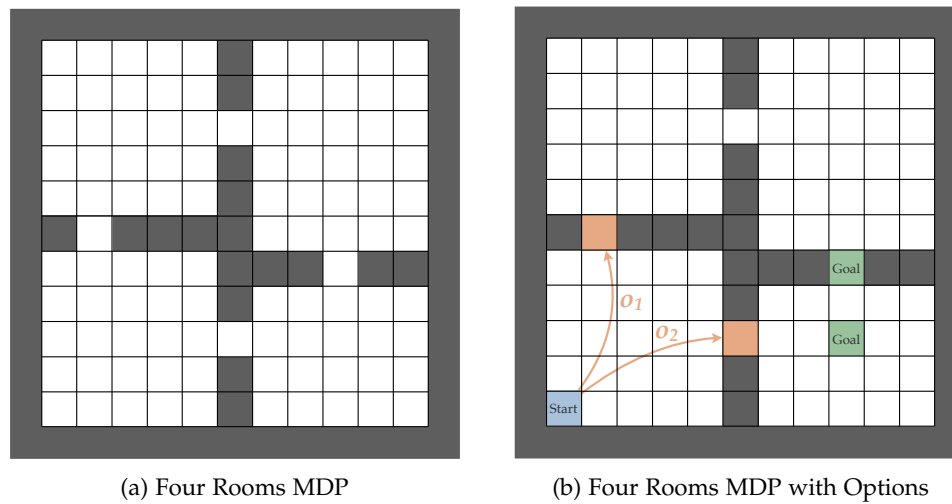 Goal
o1
o2
Goal
Start
(a) Four Rooms MDP
(b) Four Rooms MDP with Options